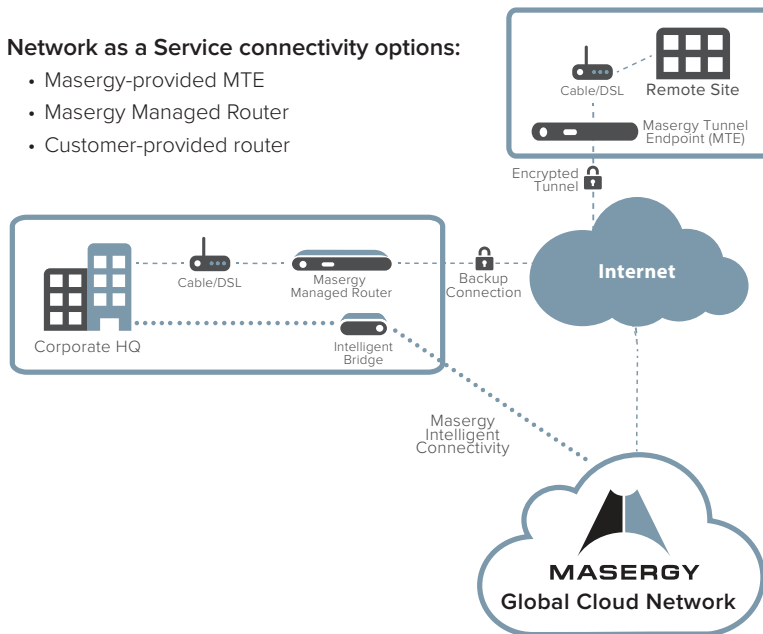 Network as a Service connectivity options:
• Masergy-provided MTE
• Masergy Managed Router
• Customer-provided router
Cable/DSL
Remote Site
Masergy Tunnel
Endpoint (MTE)
Encrypted
Tunnel
Internet
Cable/DSL
Masergy
Managed Router
Backup
Connection
Corporate HQ
Intelligent
Bridge
Masergy
Intelligent
Connectivity
MASERGY
Global Cloud Network